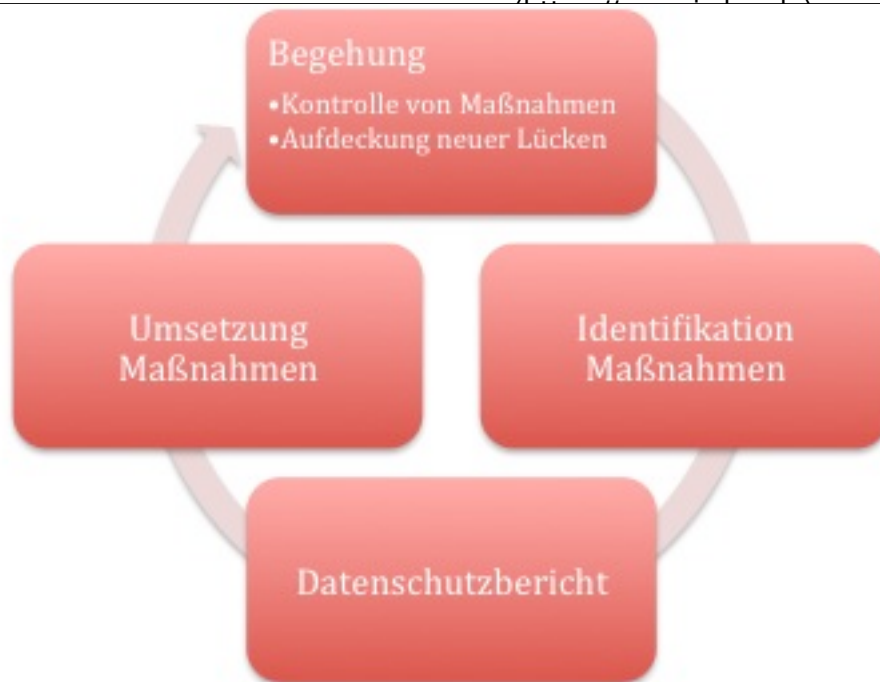 Begehung
•Kontrolle von Maßnahmen
•Aufdeckung neuer Lücken
Identifikation
Maßnahmen
Datenschutzbericht
Umsetzung
Maßnahmen